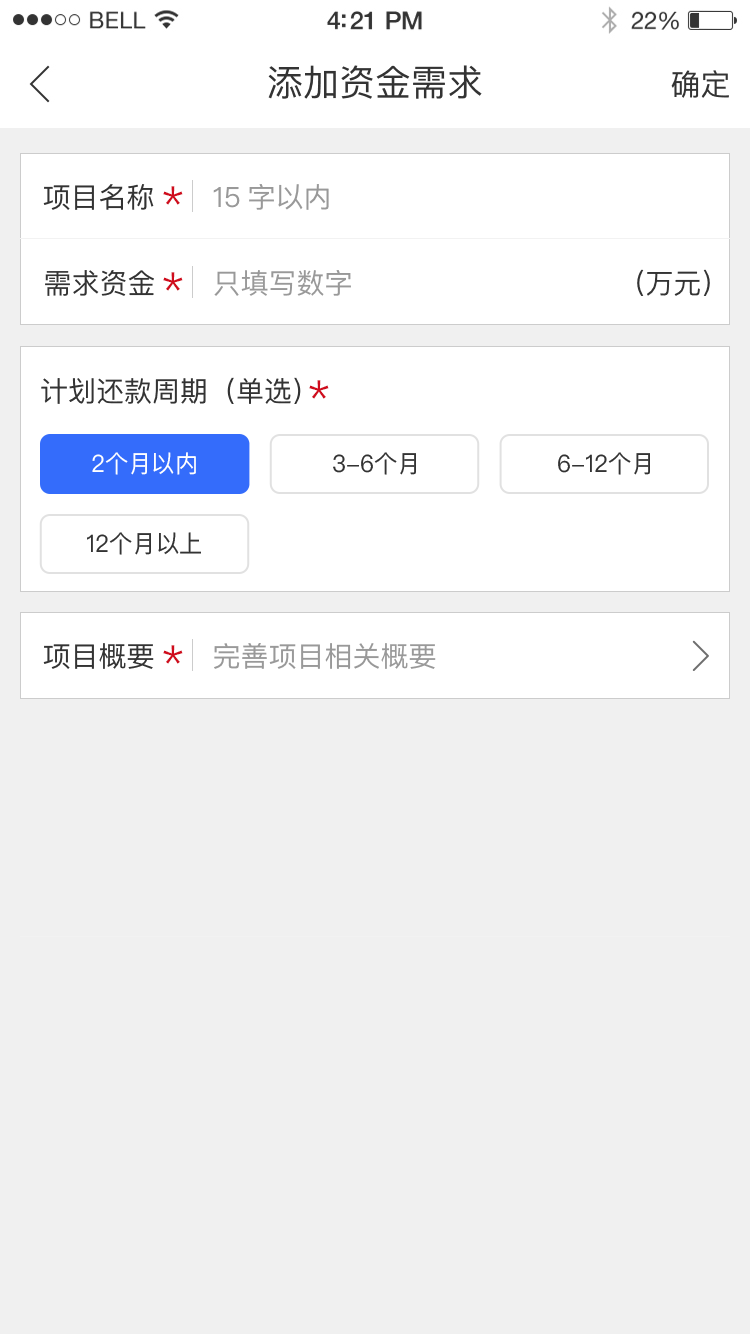 BELL 4:21 PM 22%
添加资金需求 确定
项目名称 * 15 字以内
需求资金 * 只填写数字 (万元)
计划还款周期（单选）*
2个月以内 3–6个月 6–12个月
12个月以上
项目概要 * 完善项目相关概要